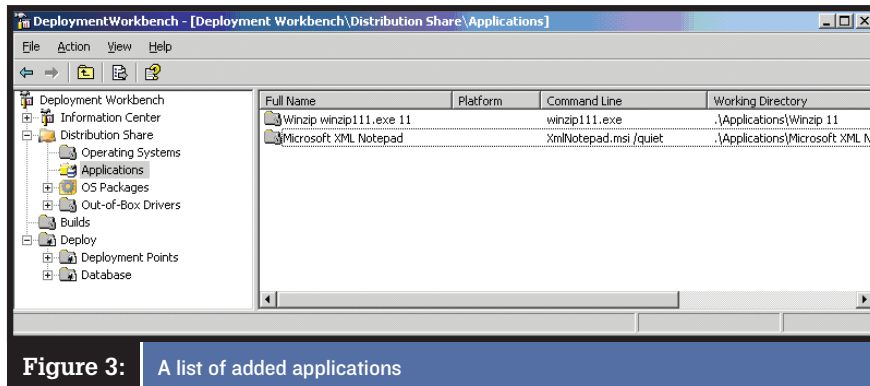 DeploymentWorkbench - [Deployment Workbench\Distribution Share\Applications]
File Action View Help
Deployment Workbench
Information Center
Distribution Share
Operating Systems
Applications
OS Packages
Out-of-Box Drivers
Builds
Deploy
Deployment Points
Database
Full Name Platform Command Line Working Directory
Winzip winzip111.exe 11 winzip111.exe .\Applications\Winzip 11
Microsoft XML Notepad XmlNotepad.msi /quiet .\Applications\Microsoft XML N
Figure 3: A list of added applications